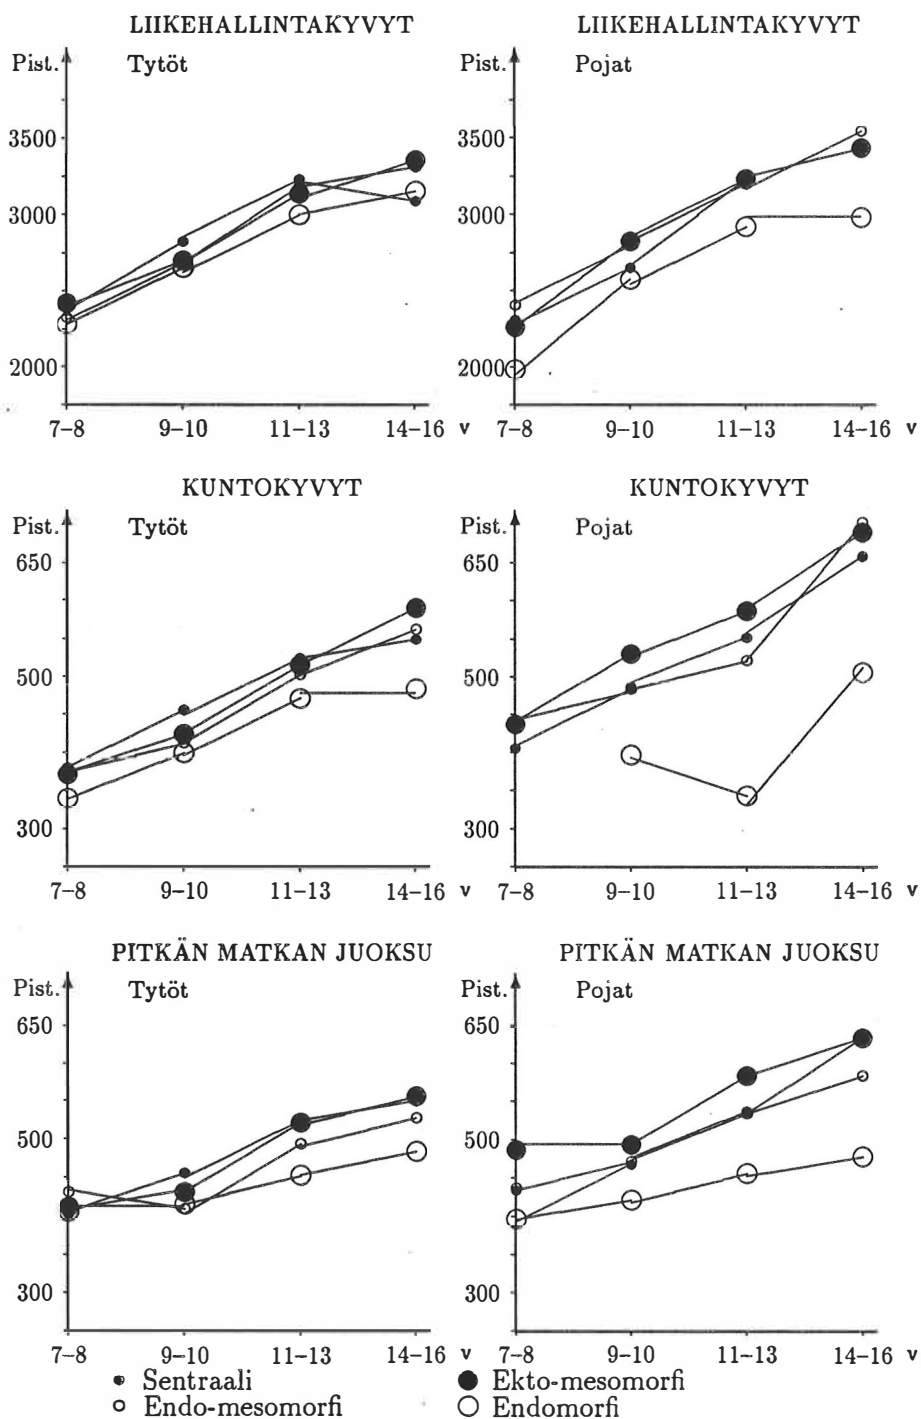 LIIKEHALLINTAKYVYT
Pist. Tytöt
3500
3000
2000
7–8 9–10 11–13 14–16 v
LIIKEHALLINTAKYVYT
Pist. Pojat
3500
3000
2000
7–8 9–10 11–13 14–16 v
KUNTOKYVYT
Pist. Tytöt
650
500
300
7–8 9–10 11–13 14–16 v
KUNTOKYVYT
Pist. Pojat
650
500
300
7–8 9–10 11–13 14–16 v
PITKÄN MATKAN JUOKSU
Pist. Tytöt
650
500
300
7–8 9–10 11–13 14–16 v
PITKÄN MATKAN JUOKSU
Pist. Pojat
650
500
300
7–8 9–10 11–13 14–16 v
Sentraali
Endo-mesomorfi
Ekto-mesomorfi
Endomorfi